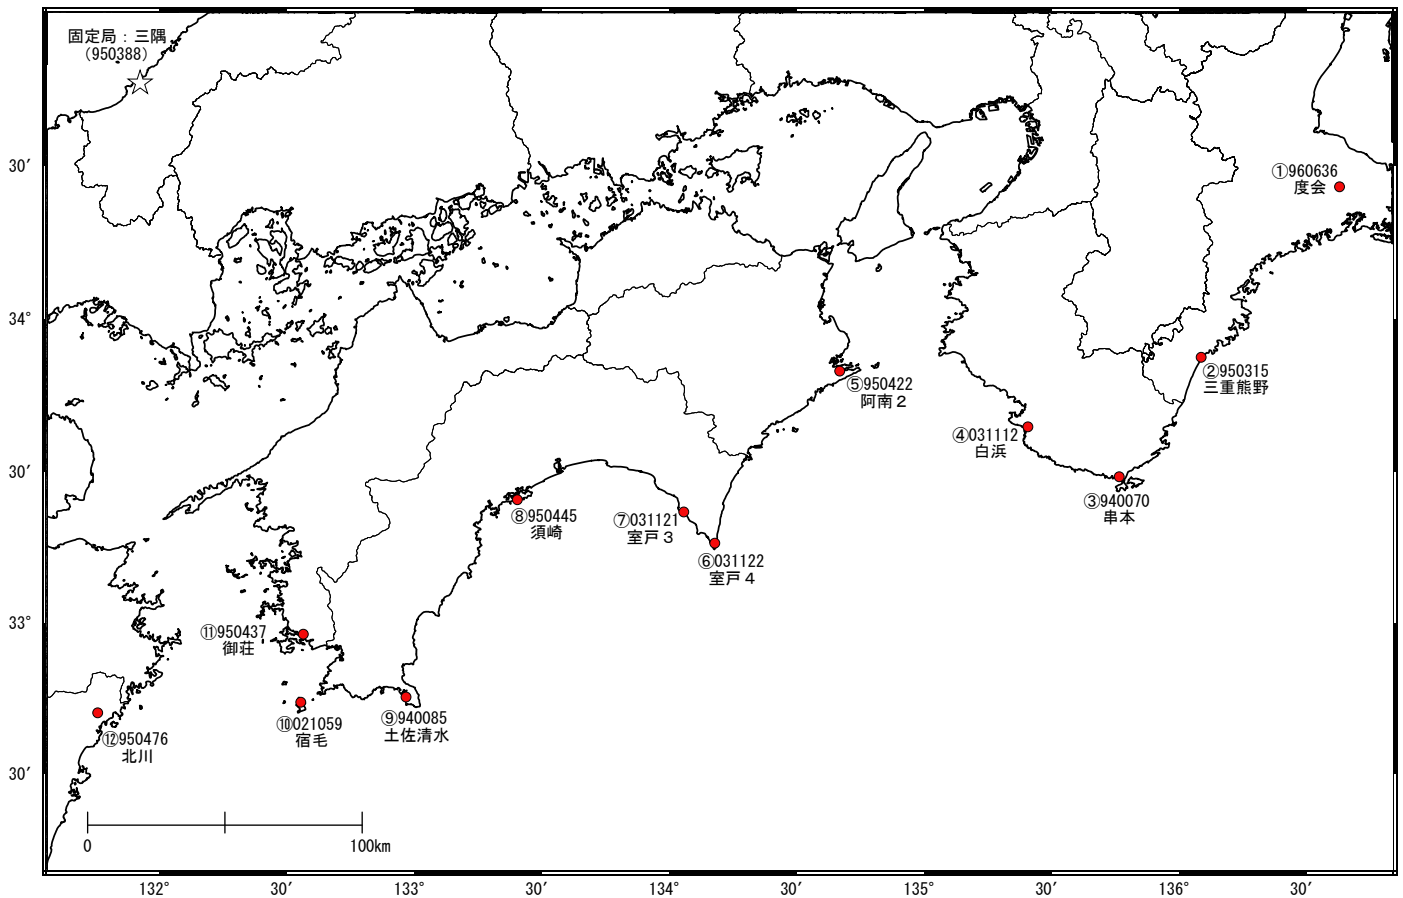 固定局：三隅
(950388)
30′
①960636
度会
34°
②950315
三重熊野
⑤950422
阿南２
④031112
白浜
30′
③940070
串本
⑧950445
須崎
⑦031121
室戸３
⑥031122
室戸４
33°
⑪950437
御荘
⑩021059
宿毛
⑨940085
土佐清水
⑫950476
北川
30′
0 100km
132° 30′ 133° 30′ 134° 30′ 135° 30′ 136° 30′